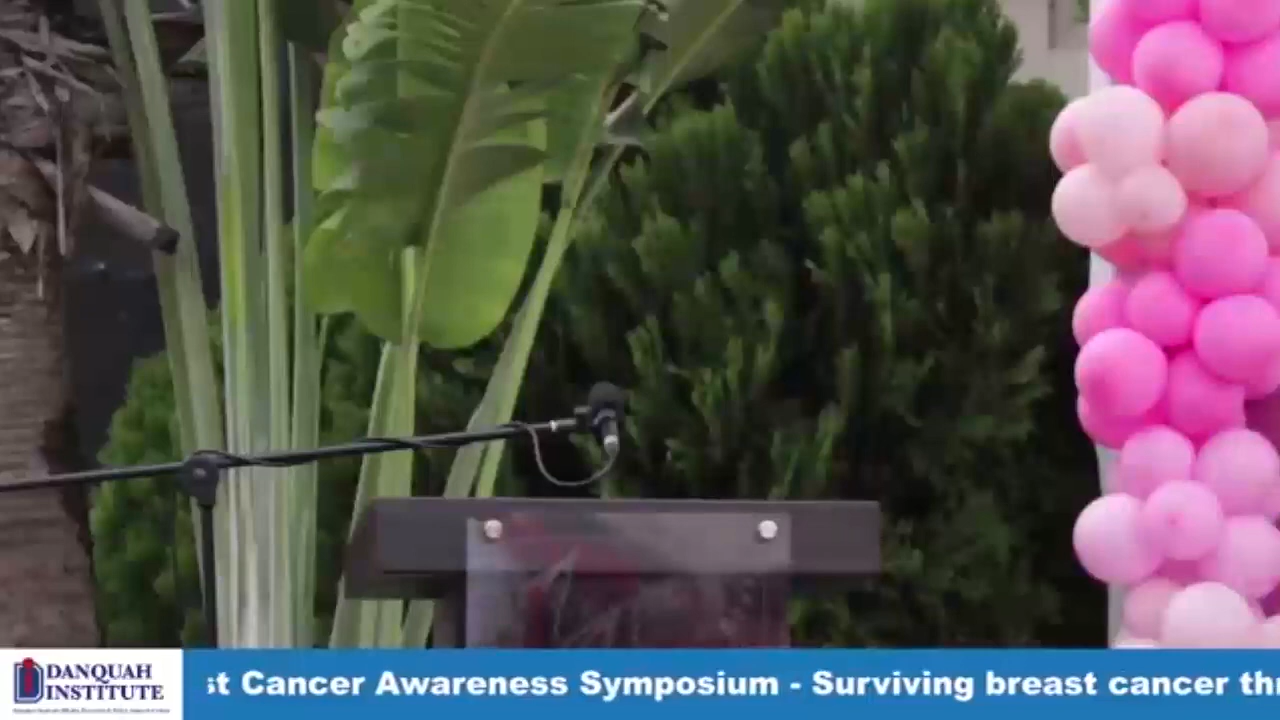 DANQUAH
INSTITUTE
st Cancer Awareness Symposium - Surviving breast cancer thr